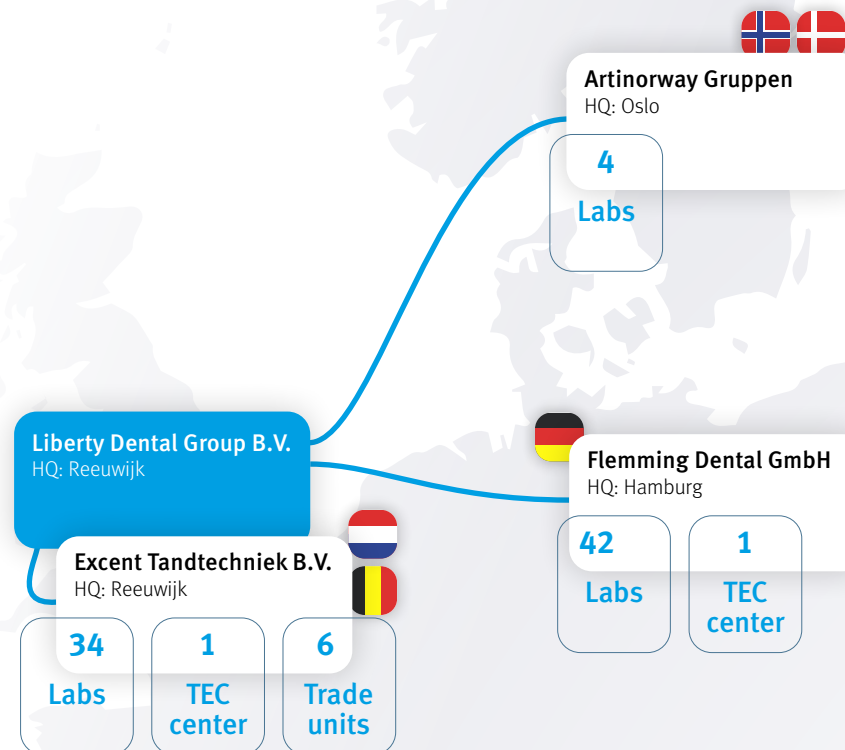 Artinorway Gruppen
HQ: Oslo
4
Labs
Liberty Dental Group B.V.
HQ: Reeuwijk
Flemming Dental GmbH
HQ: Hamburg
42
Labs
1
TEC
center
Excent Tandtechniek B.V.
HQ: Reeuwijk
34
Labs
1
TEC
center
6
Trade
units